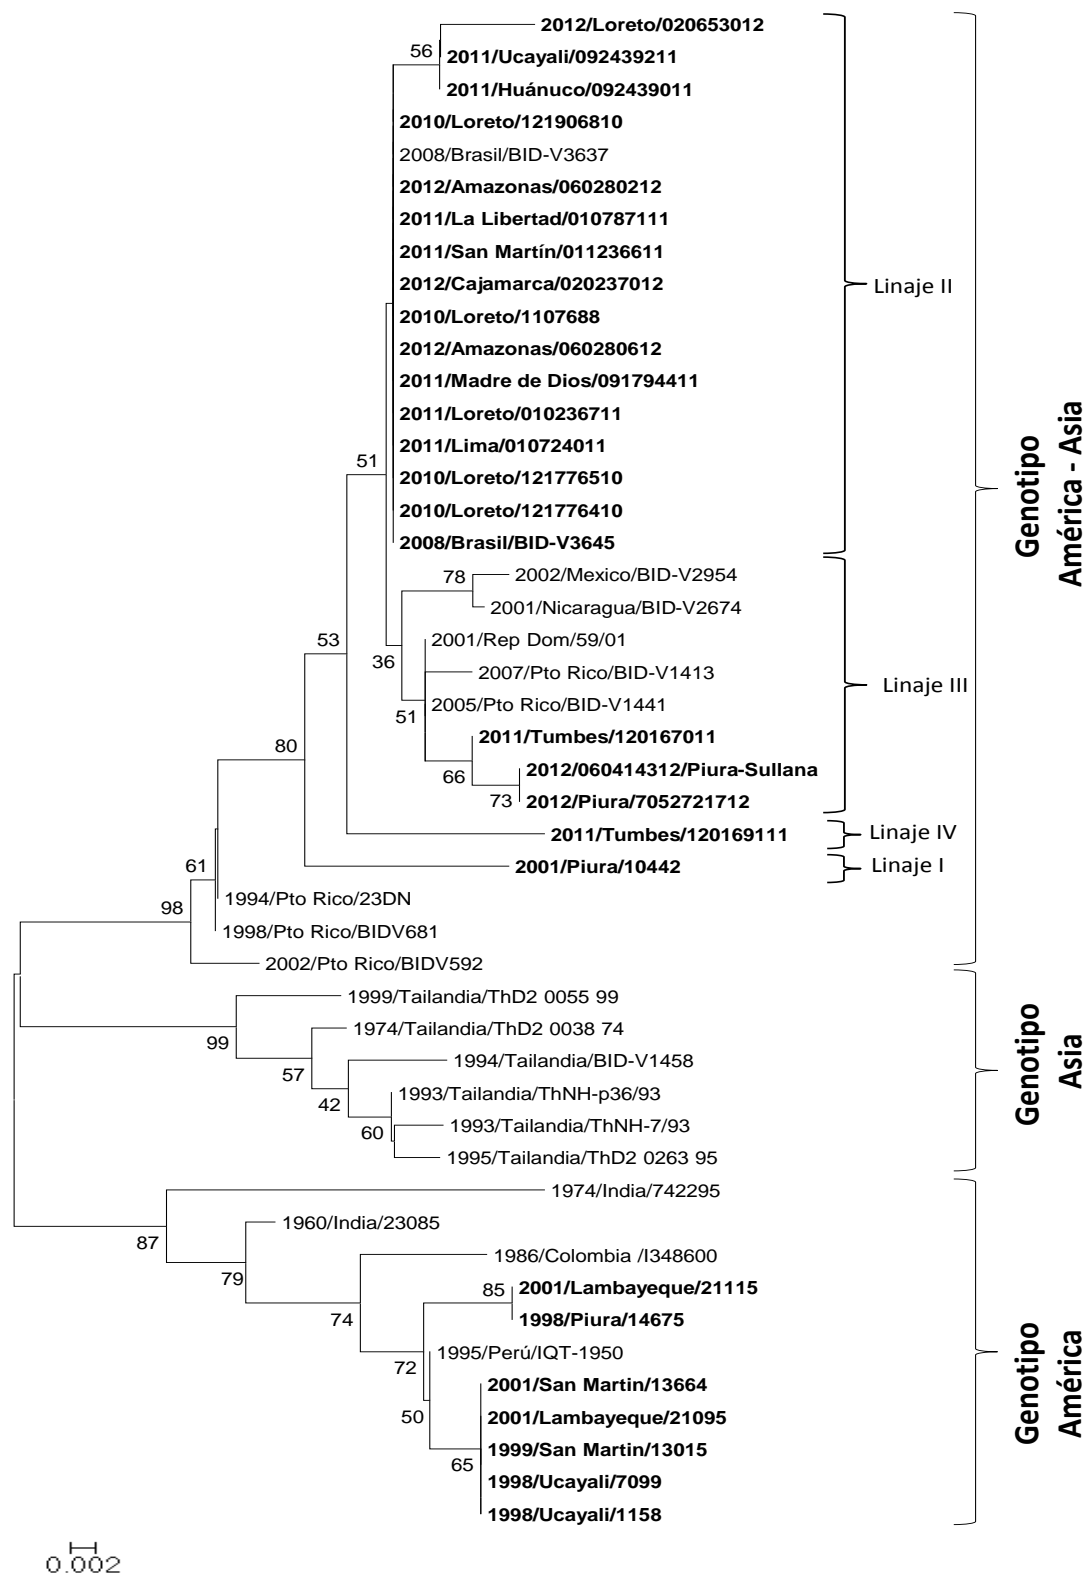 2012/Loreto/020653012
56
2011/Ucayali/092439211
2011/Huánuco/092439011
2010/Loreto/121906810
2008/Brasil/BID-V3637
2012/Amazonas/060280212
2011/La Libertad/010787111
2011/San Martín/011236611
2012/Cajamarca/020237012
Linaje II
2010/Loreto/1107688
2012/Amazonas/060280612
2011/Madre de Dios/091794411
2011/Loreto/010236711
2011/Lima/010724011
51
2010/Loreto/121776510
2010/Loreto/121776410
2008/Brasil/BID-V3645
Genotipo
América - Asia
78
2002/Mexico/BID-V2954
2001/Nicaragua/BID-V2674
53
2001/Rep Dom/59/01
36
2007/Pto Rico/BID-V1413
Linaje III
2005/Pto Rico/BID-V1441
51
2011/Tumbes/120167011
80
66
2012/060414312/Piura-Sullana
73
2012/Piura/7052721712
2011/Tumbes/120169111
Linaje IV
61
2001/Piura/10442
Linaje I
1994/Pto Rico/23DN
98
1998/Pto Rico/BIDV681
2002/Pto Rico/BIDV592
1999/Tailandia/ThD2 0055 99
99
1974/Tailandia/ThD2 0038 74
57
1994/Tailandia/BID-V1458
42
1993/Tailandia/ThNH-p36/93
60
1993/Tailandia/ThNH-7/93
1995/Tailandia/ThD2 0263 95
Genotipo
Asia
1974/India/742295
87
1960/India/23085
79
1986/Colombia /I348600
85
2001/Lambayeque/21115
74
1998/Piura/14675
72
1995/Perú/IQT-1950
2001/San Martin/13664
50
2001/Lambayeque/21095
65
1999/San Martin/13015
1998/Ucayali/7099
1998/Ucayali/1158
Genotipo
América
0.002